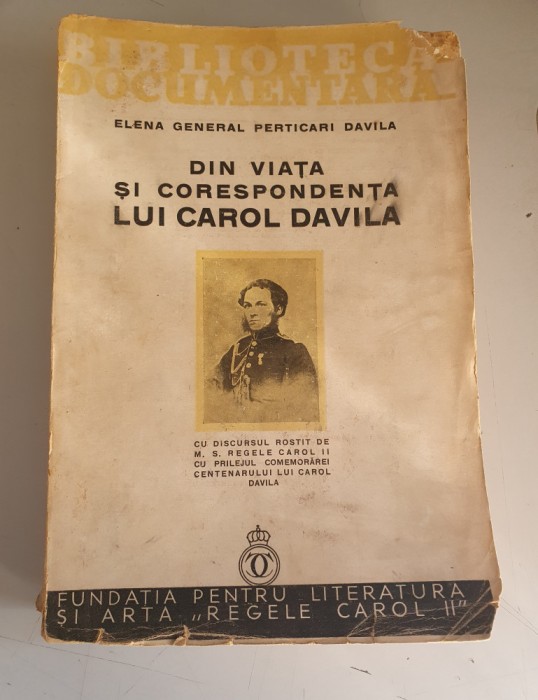 BIBLIOTECA
DOCUMENTARĂ
ELENA GENERAL PERTICARI DAVILA
DIN VIAȚA
ȘI CORESPONDENȚA
LUI CAROL DAVILA
CU DISCURSUL ROSTIT DE
M. S. REGELE CAROL II
CU PRILEJUL COMEMORĂREI
CENTENARULUI LUI CAROL
DAVILA
FUNDAȚIA PENTRU LITERATURĂ
ȘI ARTĂ „REGELE CAROL II"